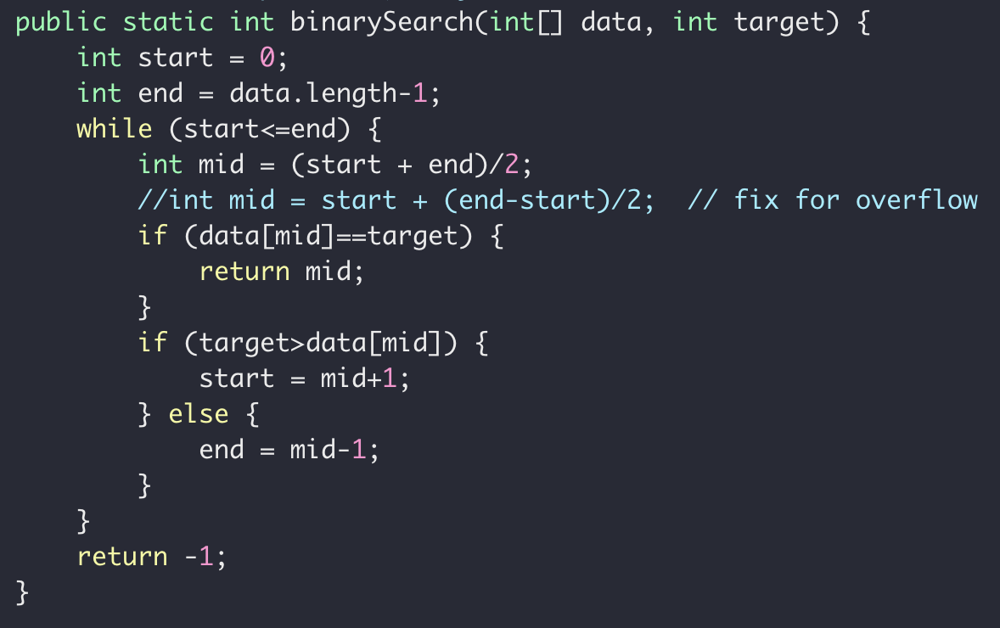 public static int binarySearch(int[] data, int target) {
    int start = 0;
    int end = data.length-1;
    while (start<=end) {
        int mid = (start + end)/2;
        //int mid = start + (end-start)/2;  // fix for overflow
        if (data[mid]==target) {
            return mid;
        }
        if (target>data[mid]) {
            start = mid+1;
        } else {
            end = mid-1;
        }
    }
    return -1;
}